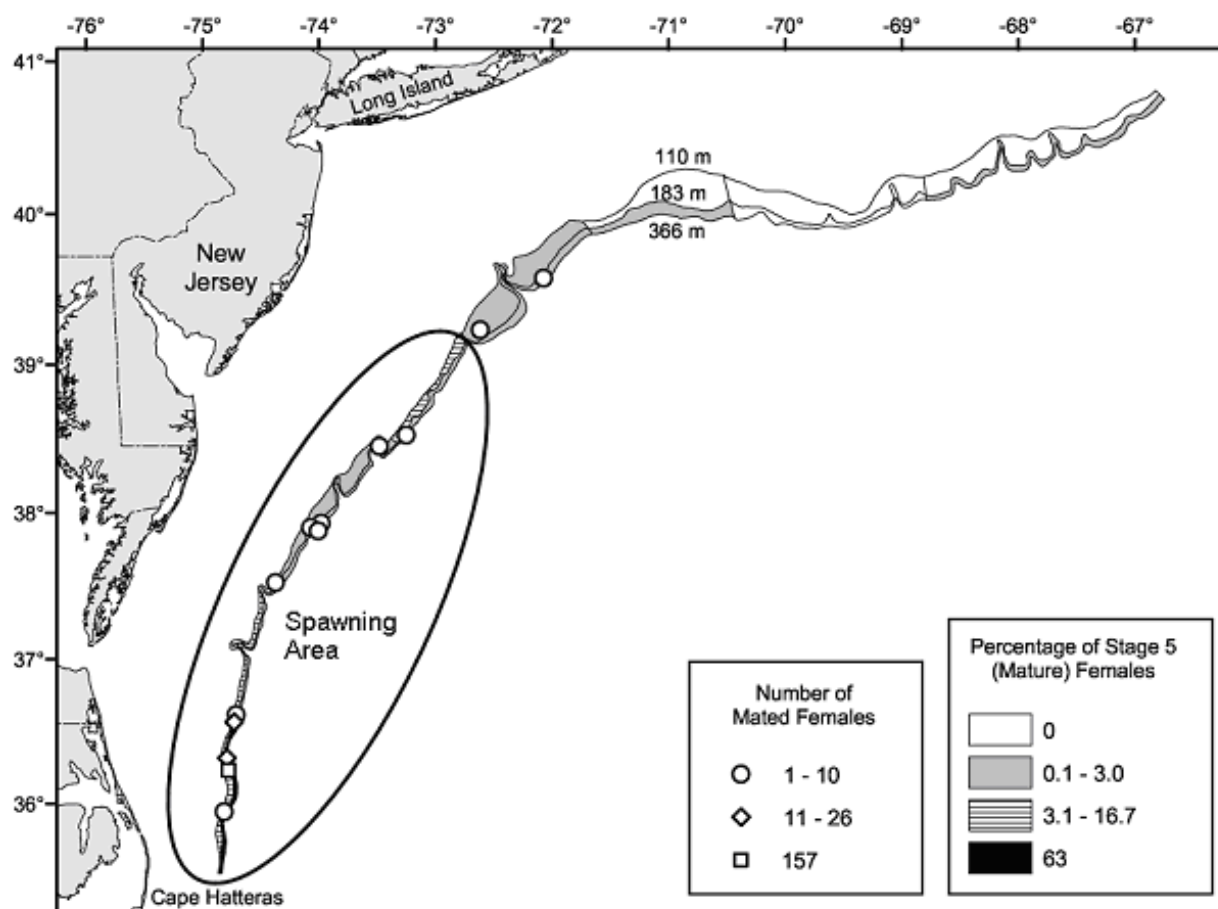 -76° -75° -74° -73° -72° -71° -70° -69° -68° -67°
41°
40°
39°
38°
37°
36°
Long Island
110 m
183 m
366 m
New
Jersey
Spawning
Area
Cape Hatteras
Number of
Mated Females
1 - 10
11 - 26
157
Percentage of Stage 5
(Mature) Females
0
0.1 - 3.0
3.1 - 16.7
63